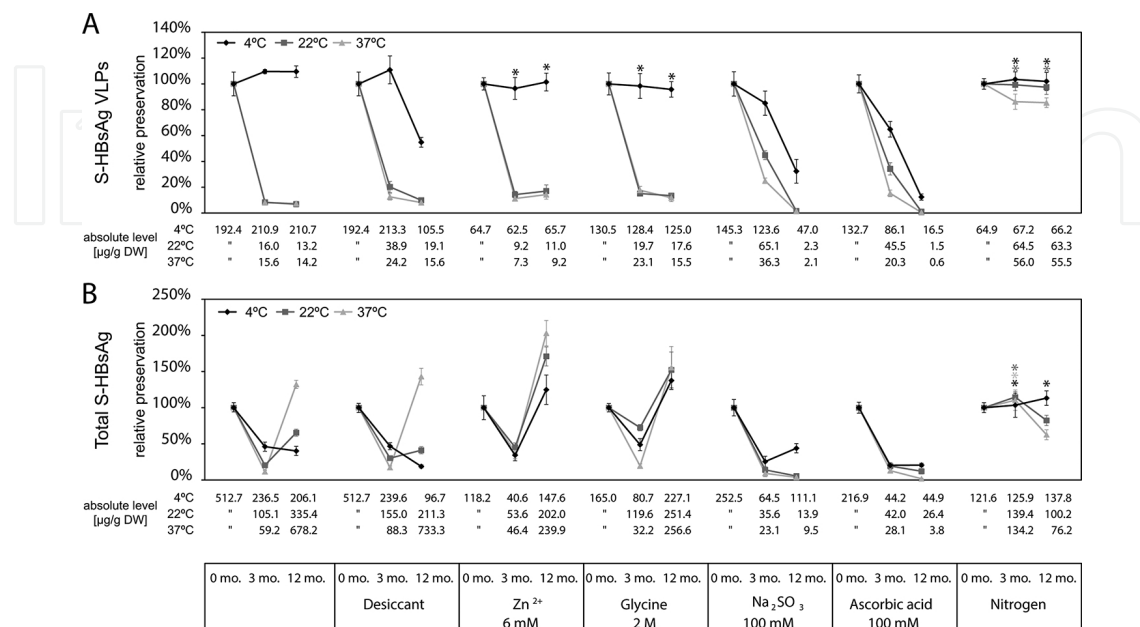 A
140%
120%
100%
80%
60%
40%
20%
0%
S-HBsAg VLPs
relative preservation
4ºC 22ºC 37ºC
* * * * * * * *
absolute level
[µg/g DW]
4ºC 192.4 210.9 210.7 192.4 213.3 105.5 64.7 62.5 65.7 130.5 128.4 125.0 145.3 123.6 47.0 132.7 86.1 16.5 64.9 67.2 66.2
22ºC " 16.0 13.2 " 38.9 19.1 " 9.2 11.0 " 19.7 17.6 " 65.1 2.3 " 45.5 1.5 " 64.5 63.3
37ºC " 15.6 14.2 " 24.2 15.6 " 7.3 9.2 " 23.1 15.5 " 36.3 2.1 " 20.3 0.6 " 56.0 55.5
B
250%
200%
150%
100%
50%
0%
Total S-HBsAg
relative preservation
4ºC 22ºC 37ºC
* * * *
absolute level
[µg/g DW]
4ºC 512.7 236.5 206.1 512.7 239.6 96.7 118.2 40.6 147.6 165.0 80.7 227.1 252.5 64.5 111.1 216.9 44.2 44.9 121.6 125.9 137.8
22ºC " 105.1 335.4 " 155.0 211.3 " 53.6 202.0 " 119.6 251.4 " 35.6 13.9 " 42.0 26.4 " 139.4 100.2
37ºC " 59.2 678.2 " 88.3 733.3 " 46.4 239.9 " 32.2 256.6 " 23.1 9.5 " 28.1 3.8 " 134.2 76.2
0 mo. 3 mo. 12 mo. 0 mo. 3 mo. 12 mo. 0 mo. 3 mo. 12 mo. 0 mo. 3 mo. 12 mo. 0 mo. 3 mo. 12 mo. 0 mo. 3 mo. 12 mo. 0 mo. 3 mo. 12 mo.
Desiccant Zn 2+ Glycine Na2SO3 Ascorbic acid Nitrogen
6 mM 2 M 100 mM 100 mM